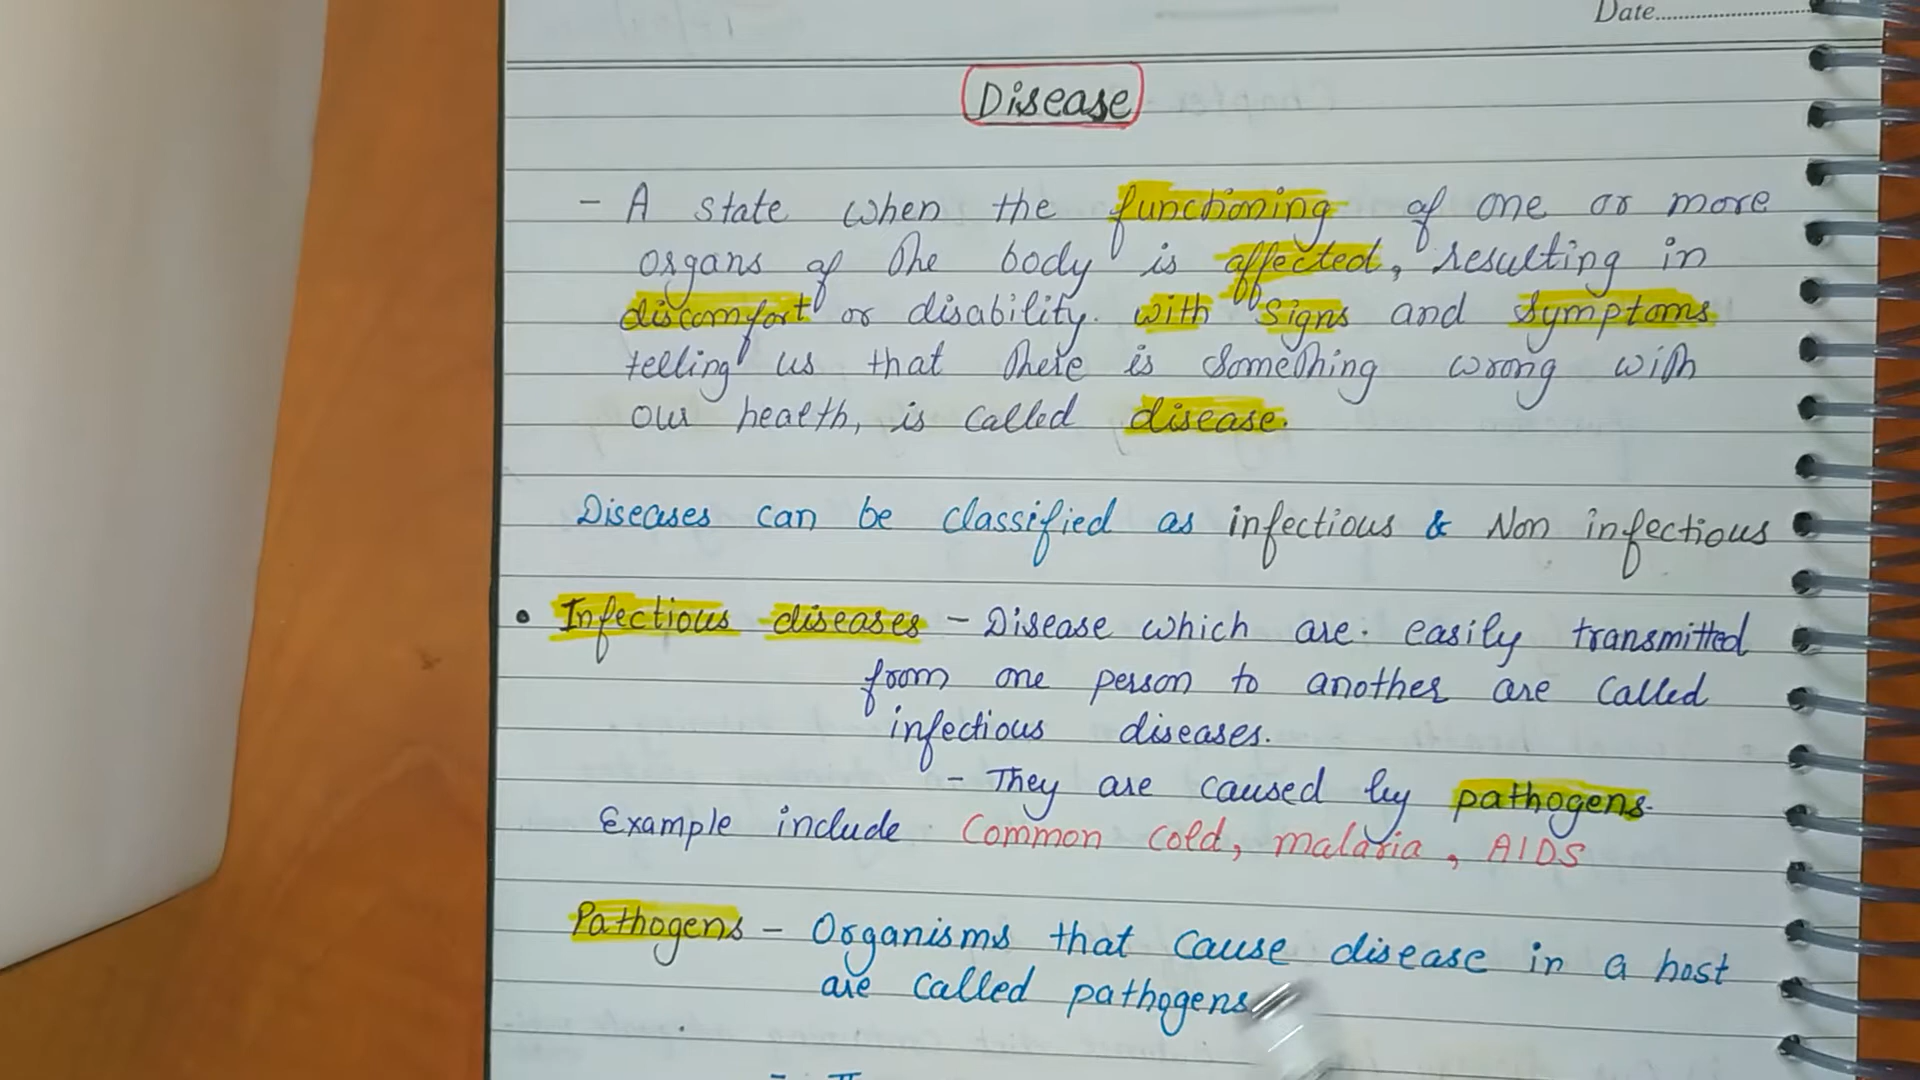 Date
Disease
- A state when the functioning of one or more
organs of the body is affected, resulting in
discomfort or disability. with signs and symptoms
telling us that there is something wrong with
our health, is called disease.
Diseases can be classified as infectious & Non infectious
• Infectious diseases - Disease which are. easily transmitted
from one person to another are called
infectious diseases.
- They are caused by pathogens.
Example include Common cold, malaria, AIDS
Pathogens - Organisms that cause disease in a host
are called pathogens